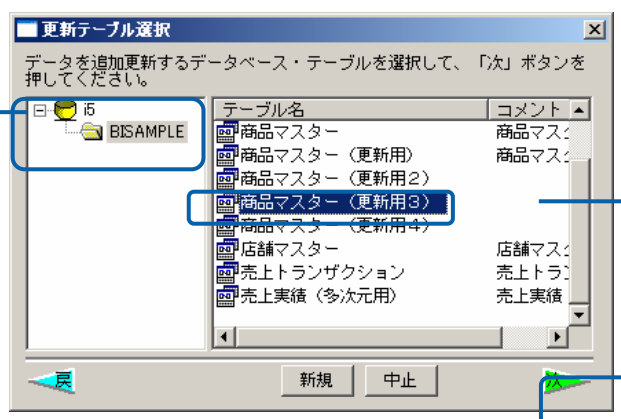 更新テーブル選択
データを追加更新するデータベース・テーブルを選択して、「次」ボタンを
押してください。
i5
BISAMPLE
テーブル名 コメント
商品マスター 商品マスタ
商品マスター（更新用） 商品マスタ
商品マスター（更新用2）
商品マスター（更新用3）
商品マスター（更新用4）
店舗マスター 店舗マスタ
売上トランザクション 売上トラン
売上実績（多次元用） 売上実績
戻 新規 中止 次